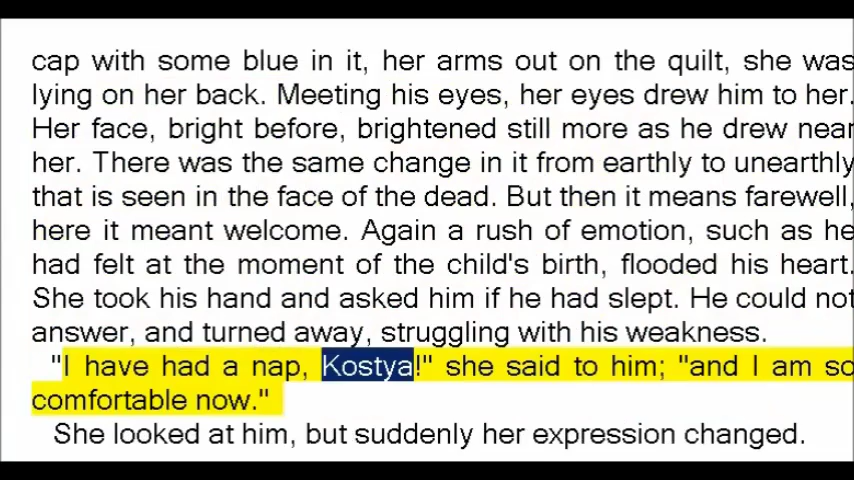 cap with some blue in it, her arms out on the quilt, she was
lying on her back. Meeting his eyes, her eyes drew him to her.
Her face, bright before, brightened still more as he drew near
her. There was the same change in it from earthly to unearthly
that is seen in the face of the dead. But then it means farewell,
here it meant welcome. Again a rush of emotion, such as he
had felt at the moment of the child's birth, flooded his heart.
She took his hand and asked him if he had slept. He could not
answer, and turned away, struggling with his weakness.
"I have had a nap, Kostya!" she said to him; "and I am so
comfortable now."
She looked at him, but suddenly her expression changed.